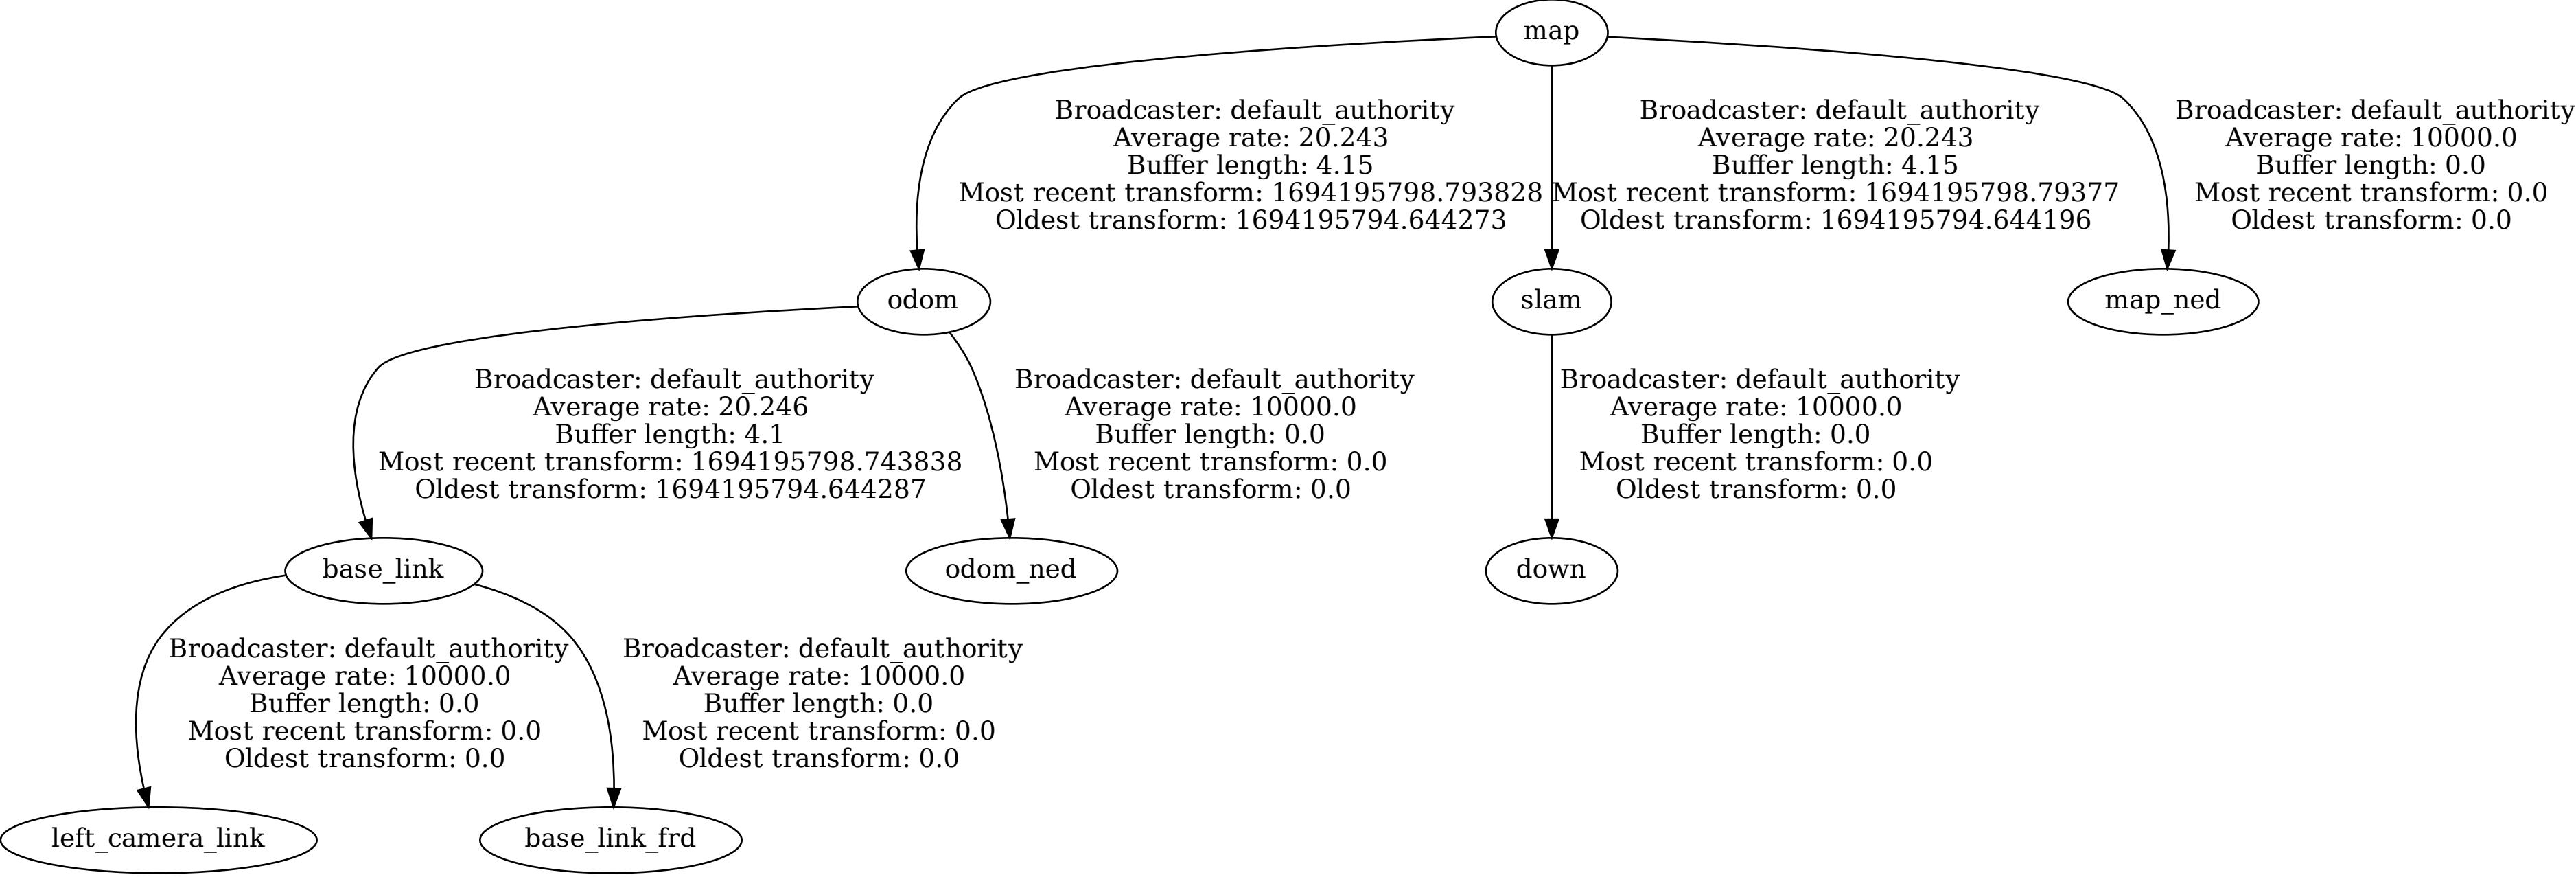 map
Broadcaster: default_authority
Average rate: 20.243
Buffer length: 4.15
Most recent transform: 1694195798.793828
Oldest transform: 1694195794.644273
Broadcaster: default_authority
Average rate: 20.243
Buffer length: 4.15
Most recent transform: 1694195798.79377
Oldest transform: 1694195794.644196
Broadcaster: default_authority
Average rate: 10000.0
Buffer length: 0.0
Most recent transform: 0.0
Oldest transform: 0.0
odom
slam
map_ned
Broadcaster: default_authority
Average rate: 20.246
Buffer length: 4.1
Most recent transform: 1694195798.743838
Oldest transform: 1694195794.644287
Broadcaster: default_authority
Average rate: 10000.0
Buffer length: 0.0
Most recent transform: 0.0
Oldest transform: 0.0
Broadcaster: default_authority
Average rate: 10000.0
Buffer length: 0.0
Most recent transform: 0.0
Oldest transform: 0.0
base_link
odom_ned
down
Broadcaster: default_authority
Average rate: 10000.0
Buffer length: 0.0
Most recent transform: 0.0
Oldest transform: 0.0
Broadcaster: default_authority
Average rate: 10000.0
Buffer length: 0.0
Most recent transform: 0.0
Oldest transform: 0.0
left_camera_link
base_link_frd